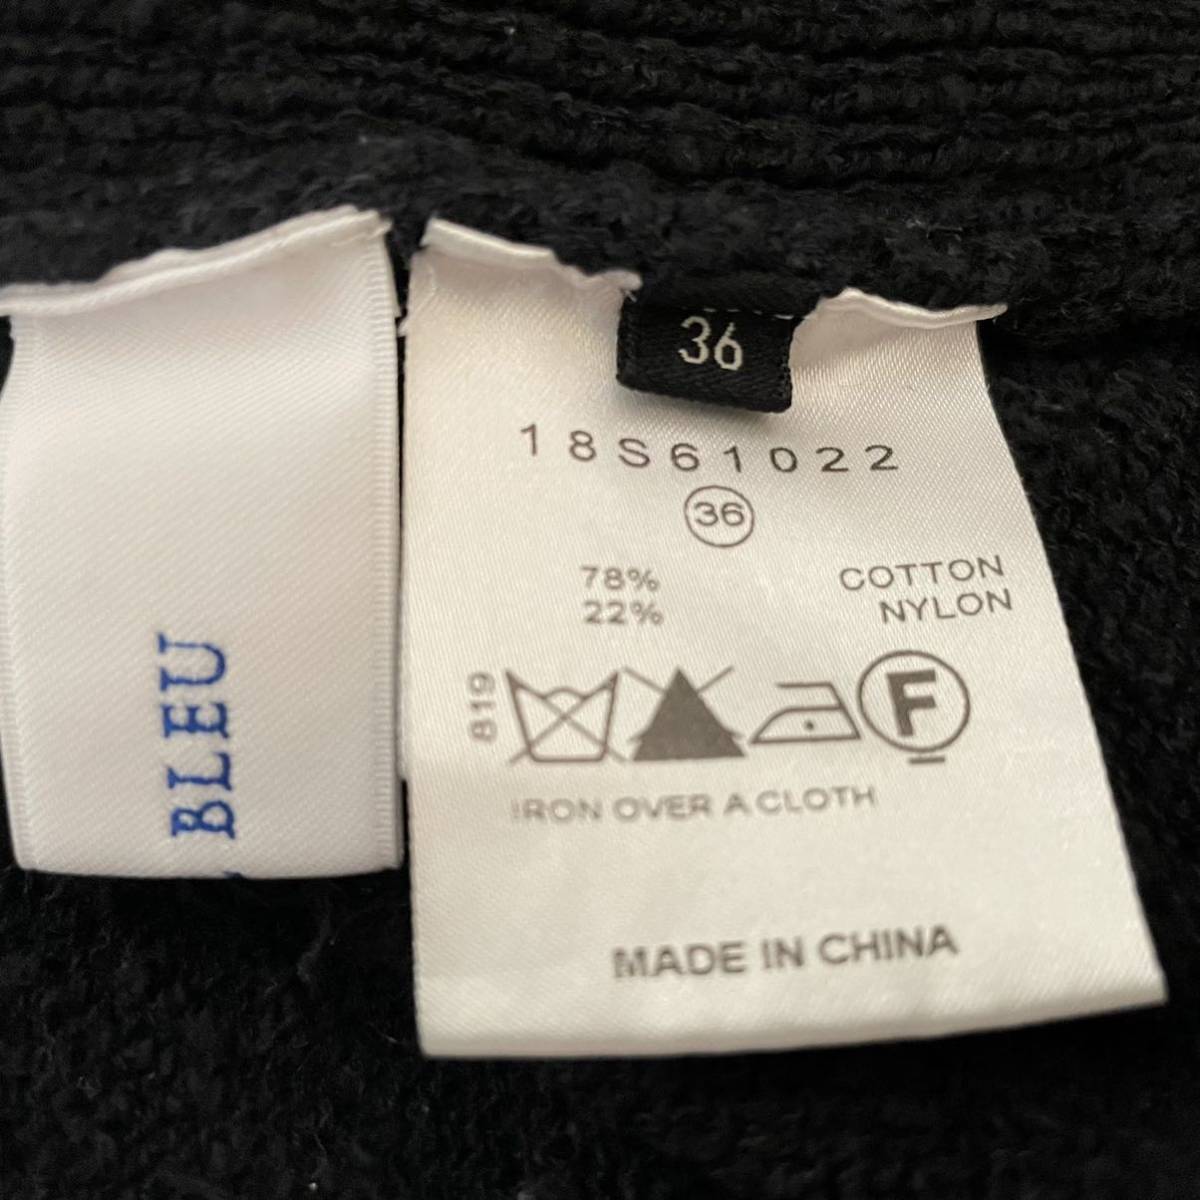 BLEU
36
18S61022
36
78% COTTON
22% NYLON
819
F
IRON OVER A CLOTH
MADE IN CHINA